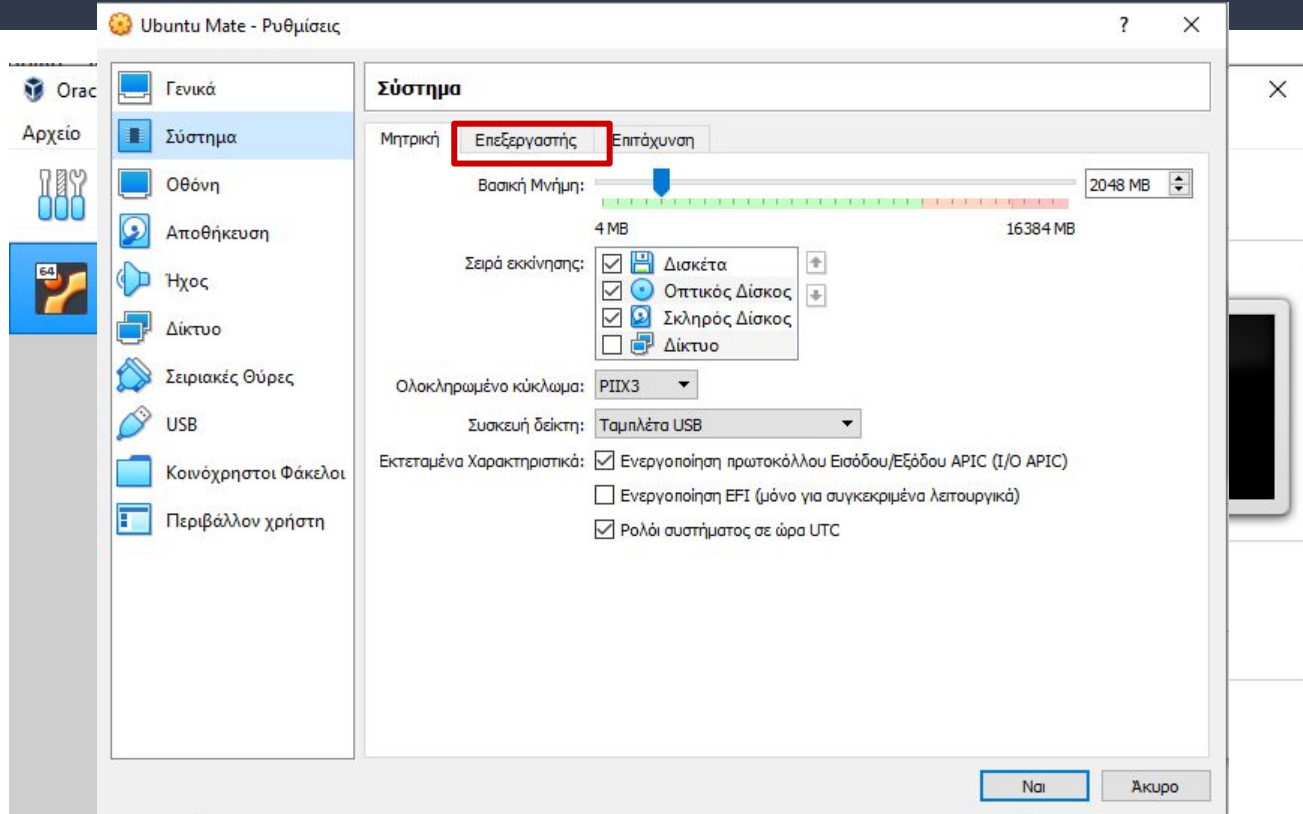 Ubuntu Mate - Ρυθμίσεις
?
Orac
Αρχείο
64
Γενικά
Σύστημα
Οθόνη
Αποθήκευση
Ήχος
Δίκτυο
Σειριακές Θύρες
USB
Κοινόχρηστοι Φάκελοι
Περιβάλλον χρήστη
Σύστημα
Μητρική Επεξεργαστής Επιτάχυνση
Βασική Μνήμη: 2048 MB
4 MB 16384 MB
Σειρά εκκίνησης: Δισκέτα
Οπτικός Δίσκος
Σκληρός Δίσκος
Δίκτυο
Ολοκληρωμένο κύκλωμα: PIIX3
Συσκευή δείκτη: Ταμπλέτα USB
Εκτεταμένα Χαρακτηριστικά: Ενεργοποίηση πρωτοκόλλου Εισόδου/Εξόδου APIC (I/O APIC)
Ενεργοποίηση EFI (μόνο για συγκεκριμένα λειτουργικά)
Ρολόι συστήματος σε ώρα UTC
Ναι Άκυρο